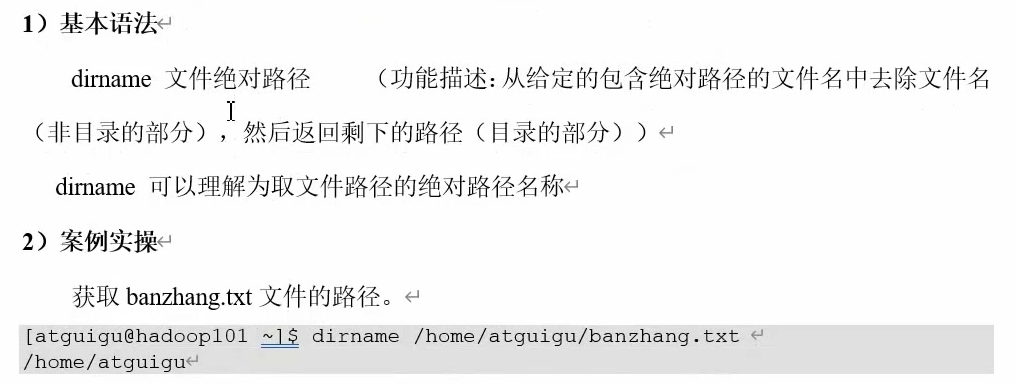 1）基本语法
dirname 文件绝对路径 （功能描述：从给定的包含绝对路径的文件名中去除文件名
（非目录的部分），然后返回剩下的路径（目录的部分））
dirname 可以理解为取文件路径的绝对路径名称
2）案例实操
获取 banzhang.txt 文件的路径。
[atguigu@hadoop101 ~]$ dirname /home/atguigu/banzhang.txt
/home/atguigu